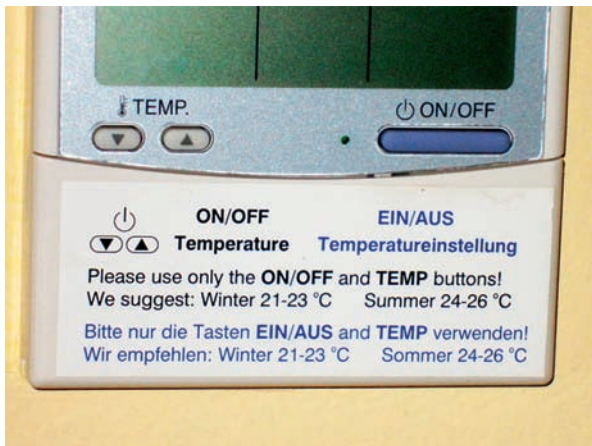 TEMP.
ON/OFF
ON/OFF EIN/AUS
Temperature Temperatureinstellung
Please use only the ON/OFF and TEMP buttons!
We suggest: Winter 21-23 °C Summer 24-26 °C
Bitte nur die Tasten EIN/AUS and TEMP verwenden!
Wir empfehlen: Winter 21-23 °C Sommer 24-26 °C